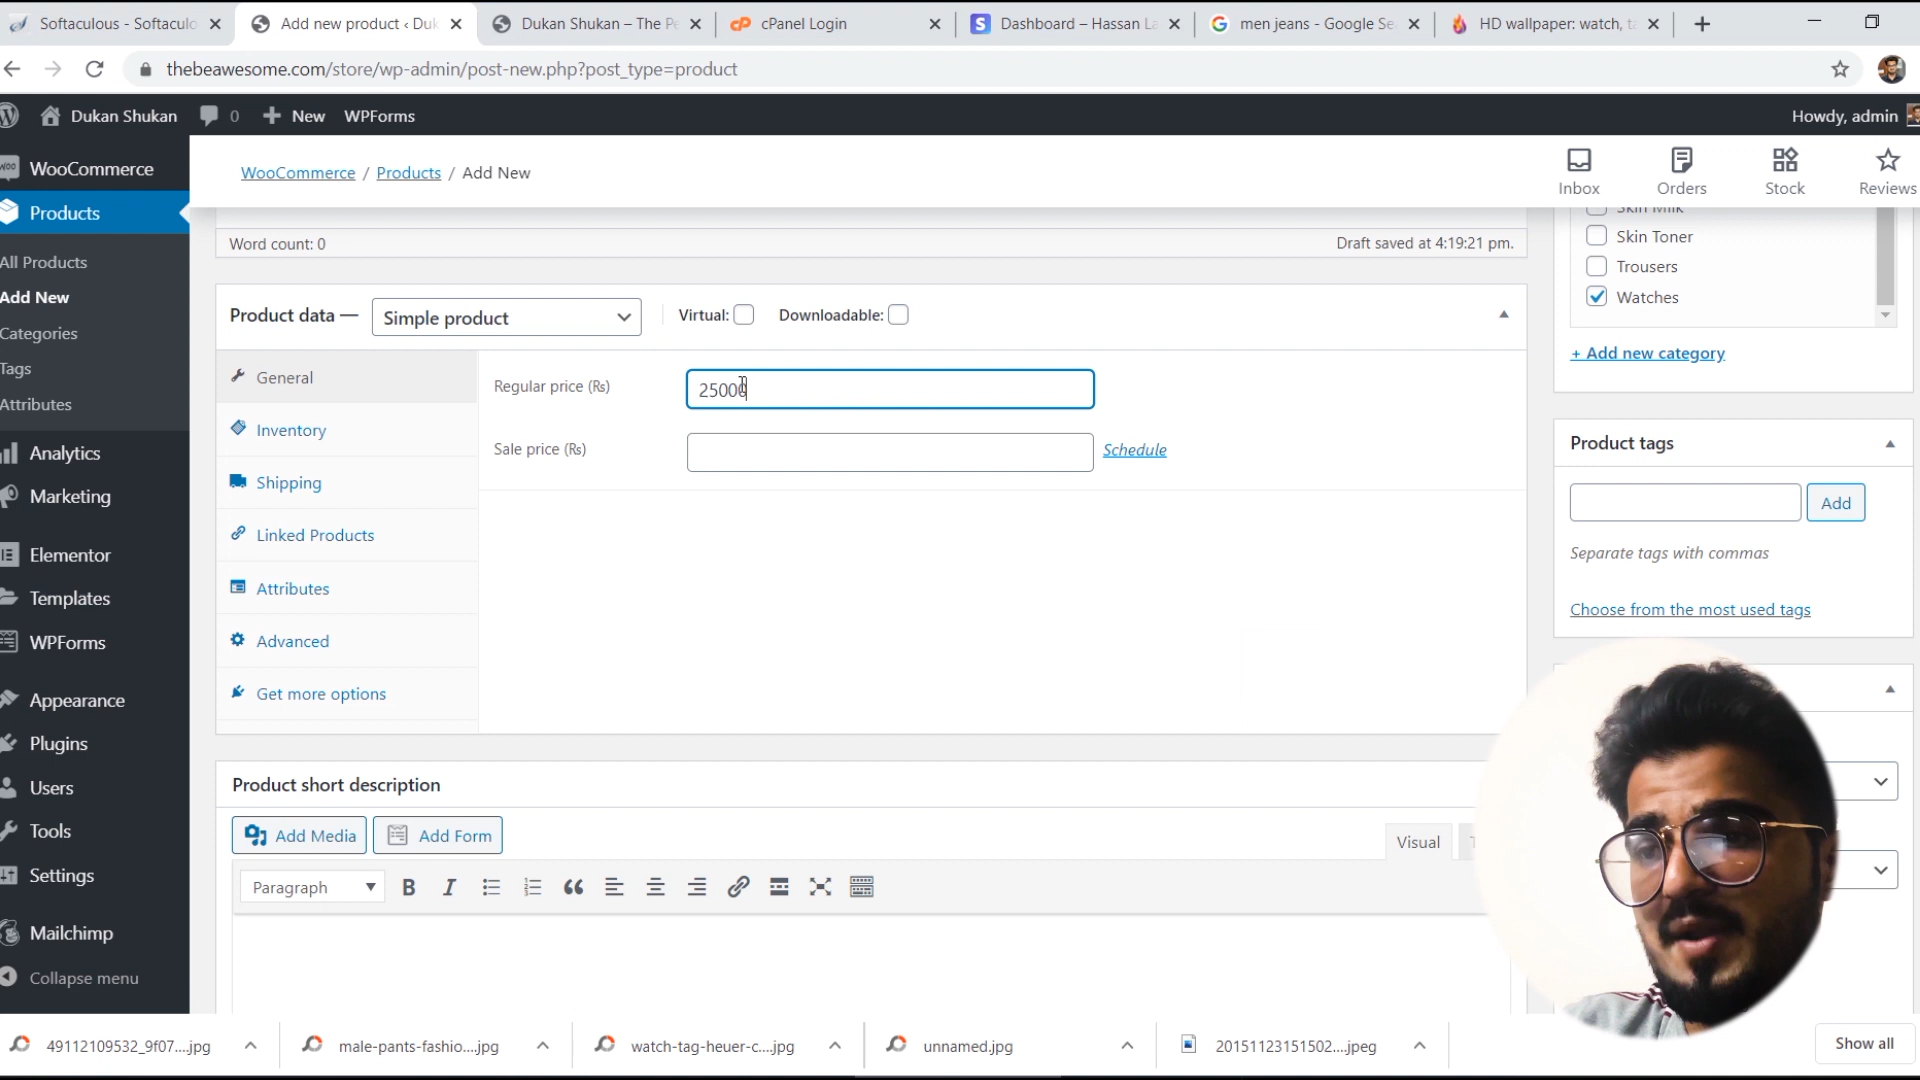 Softaculous - Softaculo
Add new product ‹ Duk
Dukan Shukan – The Pe
cPanel Login
Dashboard – Hassan La
men jeans - Google Se
HD wallpaper: watch, ta
thebeawesome.com/store/wp-admin/post-new.php?post_type=product
Dukan Shukan
0
New
WPForms
Howdy, admin
WooCommerce
Products
All Products
Add New
Categories
Tags
Attributes
Analytics
Marketing
Elementor
Templates
WPForms
Appearance
Plugins
Users
Tools
Settings
Mailchimp
Collapse menu
WooCommerce / Products / Add New
Inbox
Orders
Stock
Reviews
Word count: 0
Draft saved at 4:19:21 pm.
Product data —
Simple product
Virtual:
Downloadable:
General
Inventory
Shipping
Linked Products
Attributes
Advanced
Get more options
Regular price (₨)
25000
Sale price (₨)
Schedule
Product short description
Add Media
Add Form
Visual
Paragraph
Skin Milk
Skin Toner
Trousers
Watches
+ Add new category
Product tags
Add
Separate tags with commas
Choose from the most used tags
49112109532_9f07....jpg
male-pants-fashio....jpg
watch-tag-heuer-c....jpg
unnamed.jpg
20151123151502....jpeg
Show all